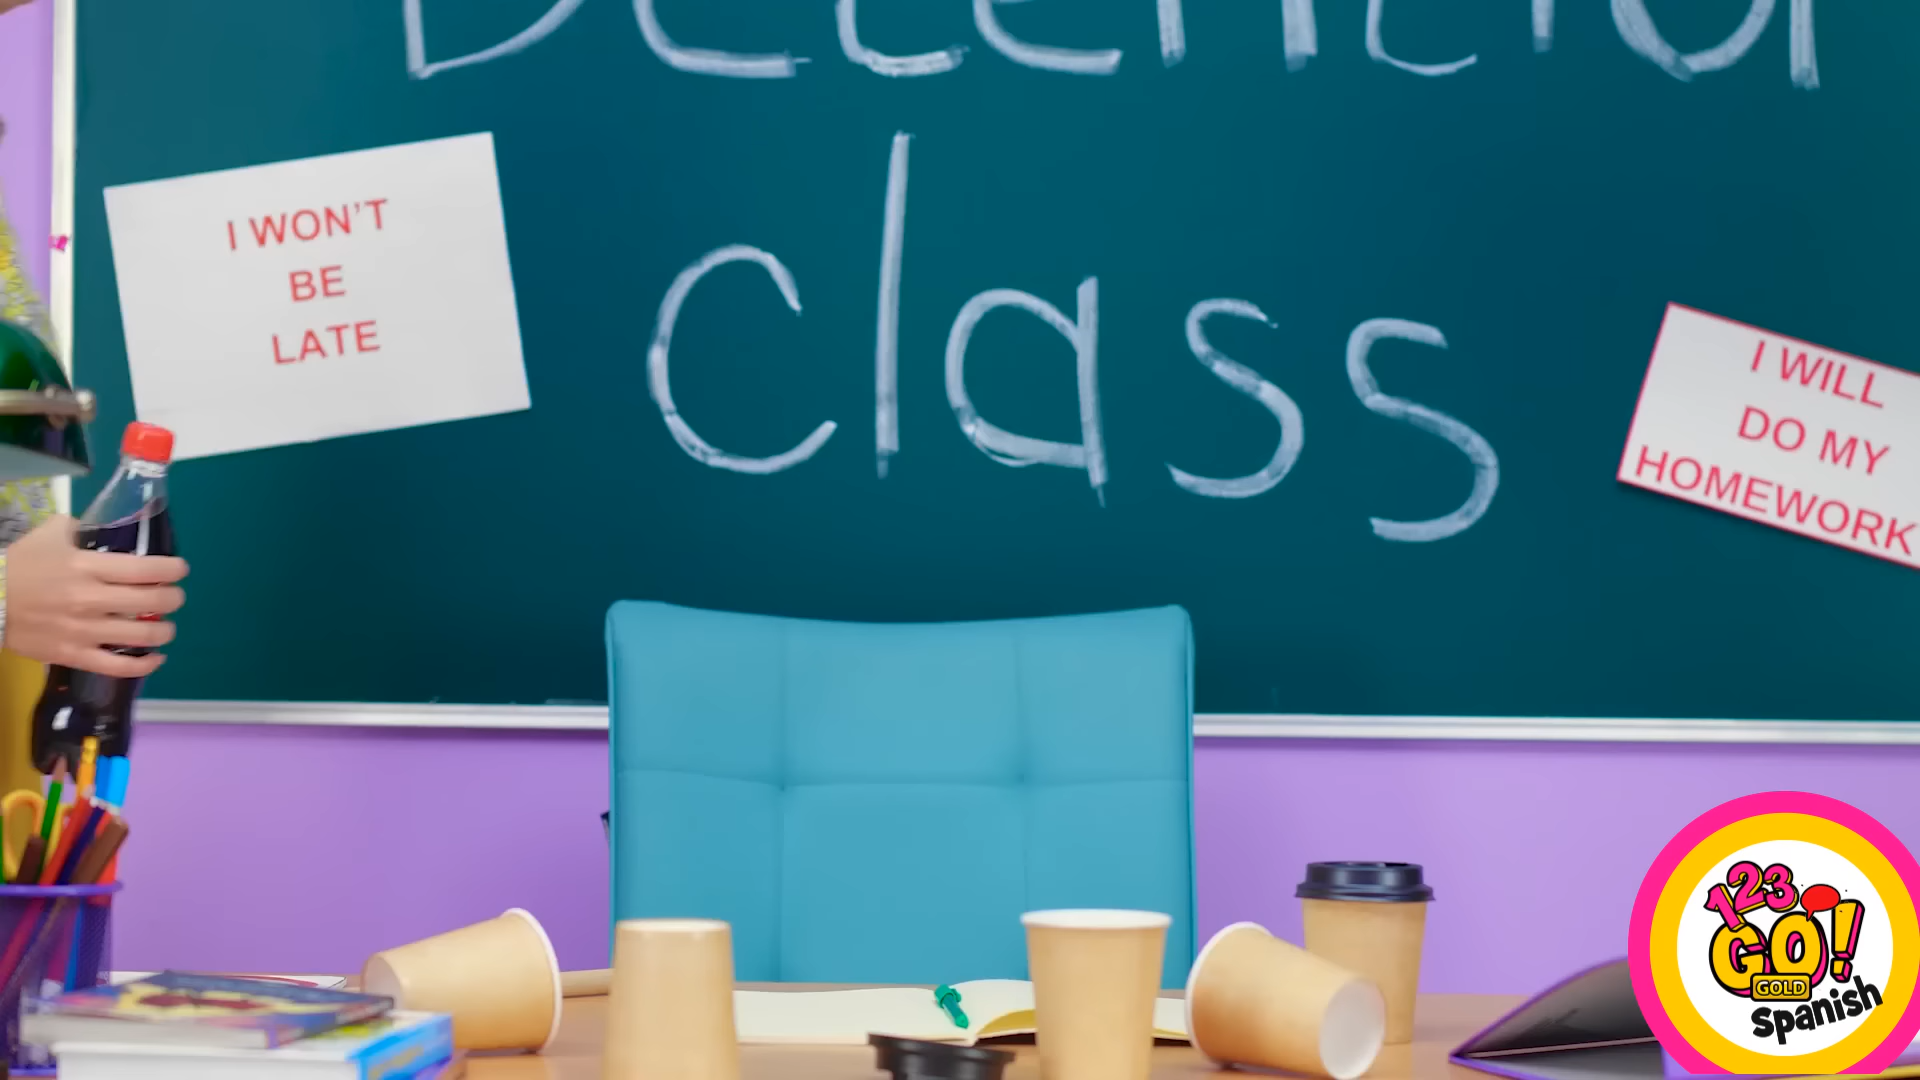 class
I WON'T
BE
LATE
I WILL
DO MY
HOMEWORK
123
GO!
GOLD
Spanish